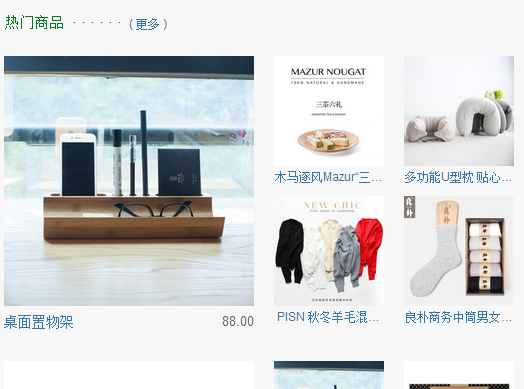 热门商品 · · · · · · （更多）
MAZUR NOUGAT
100% NATURAL & HANDMADE
三茶六礼
ASSORTED TEA & NOUGAT
木马逐风Mazur“三...
多功能U型枕 贴心...
桌面置物架 88.00
NEW CHIC
PISN 秋冬羊毛混...
良朴
良朴商务中筒男女...